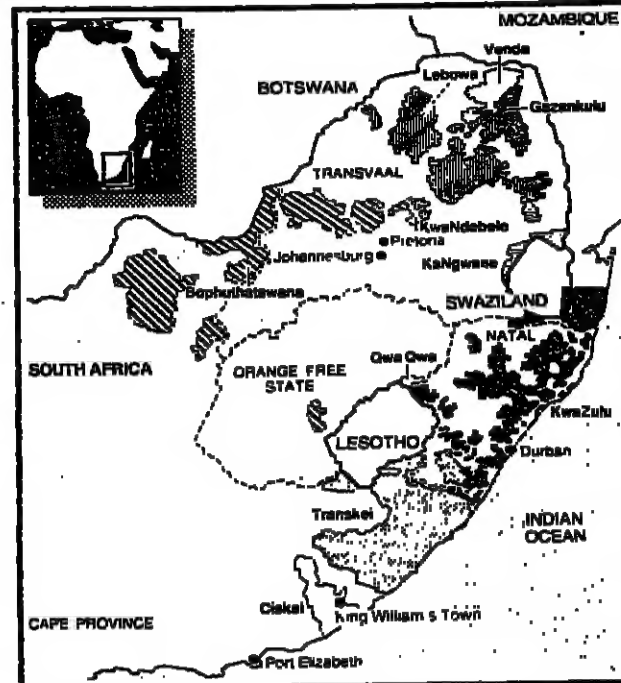 MOZAMBIQUE
Venda
Lebowa
BOTSWANA
Gazankulu
TRANSVAAL
KwaNdebele
Pretoria
Johannesburg
KaNgwane
Bophuthatswana
SWAZILAND
NATAL
Qwa Qwa
SOUTH AFRICA
ORANGE FREE
STATE
KwaZulu
LESOTHO
Durban
Transkei
INDIAN
OCEAN
Ciskei
King William s Town
CAPE PROVINCE
Port Elizabeth